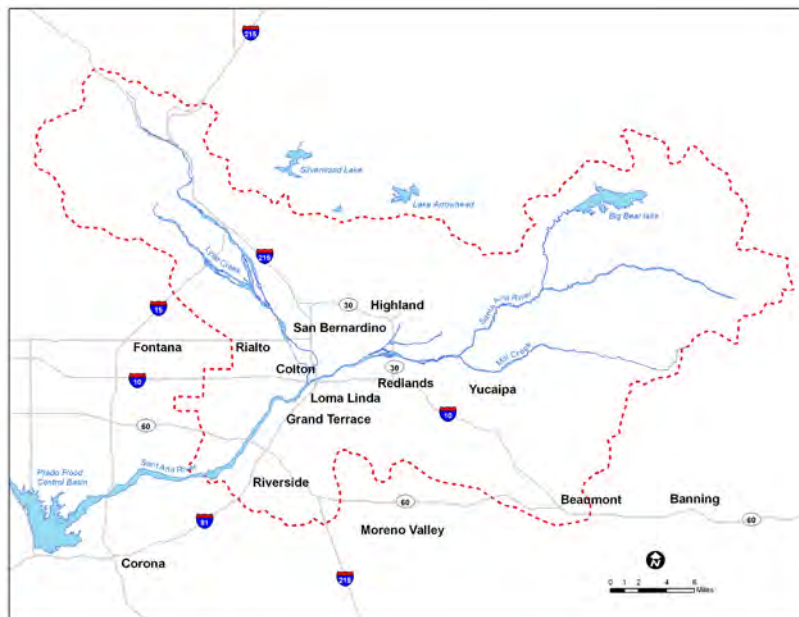 215
Silverwood Lake
Lake Arrowhead
Big Bear lake
Lytle Creek
215
Santa Ana River
15
30
Highland
San Bernardino
Fontana
Rialto
Mill Creek
Colton
30
10
Redlands
Yucaipa
Loma Linda
10
60
Grand Terrace
Santa Ana River
Prado Flood
Control Basin
Riverside
Beaumont
Banning
60
91
Moreno Valley
60
Corona
215
N
0 1 2 4 6
Miles